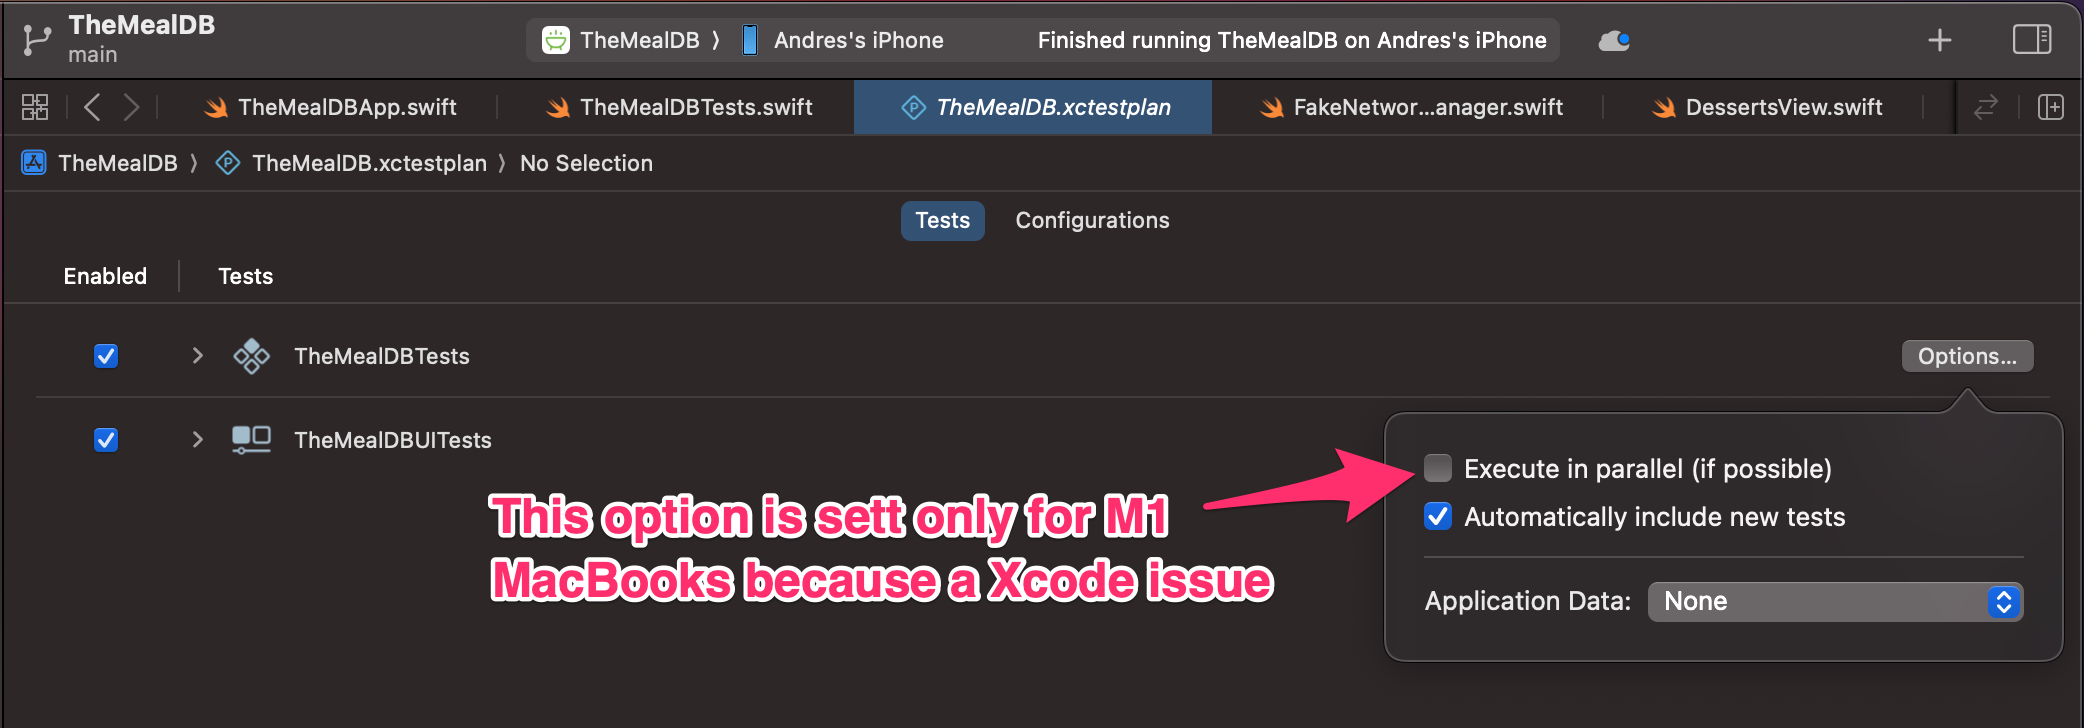 TheMealDB
main
TheMealDB 〉 Andres's iPhone Finished running TheMealDB on Andres's iPhone
TheMealDBApp.swift TheMealDBTests.swift TheMealDB.xctestplan FakeNetwor...anager.swift DessertsView.swift
TheMealDB 〉 TheMealDB.xctestplan 〉 No Selection
Tests Configurations
Enabled Tests
TheMealDBTests Options...
TheMealDBUITests
Execute in parallel (if possible)
Automatically include new tests
Application Data: None
This option is sett only for M1
MacBooks because a Xcode issue